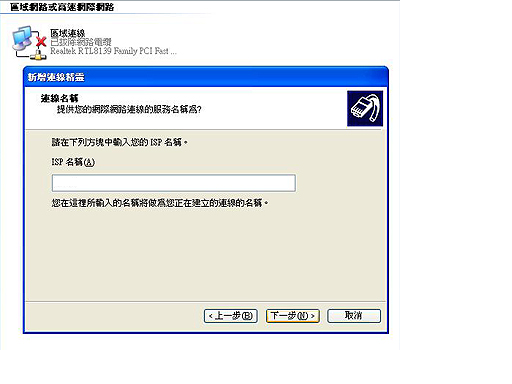 區域網路或高速網際網路
區域連線
已拔除網路電纜
Realtek RTL8139 Family PCI Fast ...
新增連線精靈
連線名稱
提供您的網際網路連線的服務名稱為?
請在下列方塊中輸入您的 ISP 名稱。
ISP 名稱(A)
您在這裡所輸入的名稱將做為您正在建立的連線的名稱。
<上一步(B)
下一步(N)>
取消